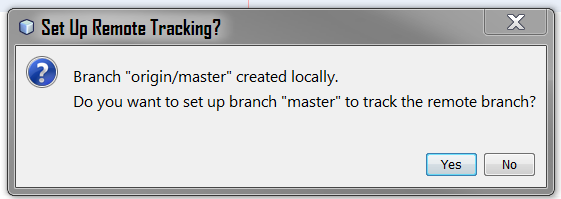 Set Up Remote Tracking?
Branch "origin/master" created locally.
Do you want to set up branch "master" to track the remote branch?
Yes No